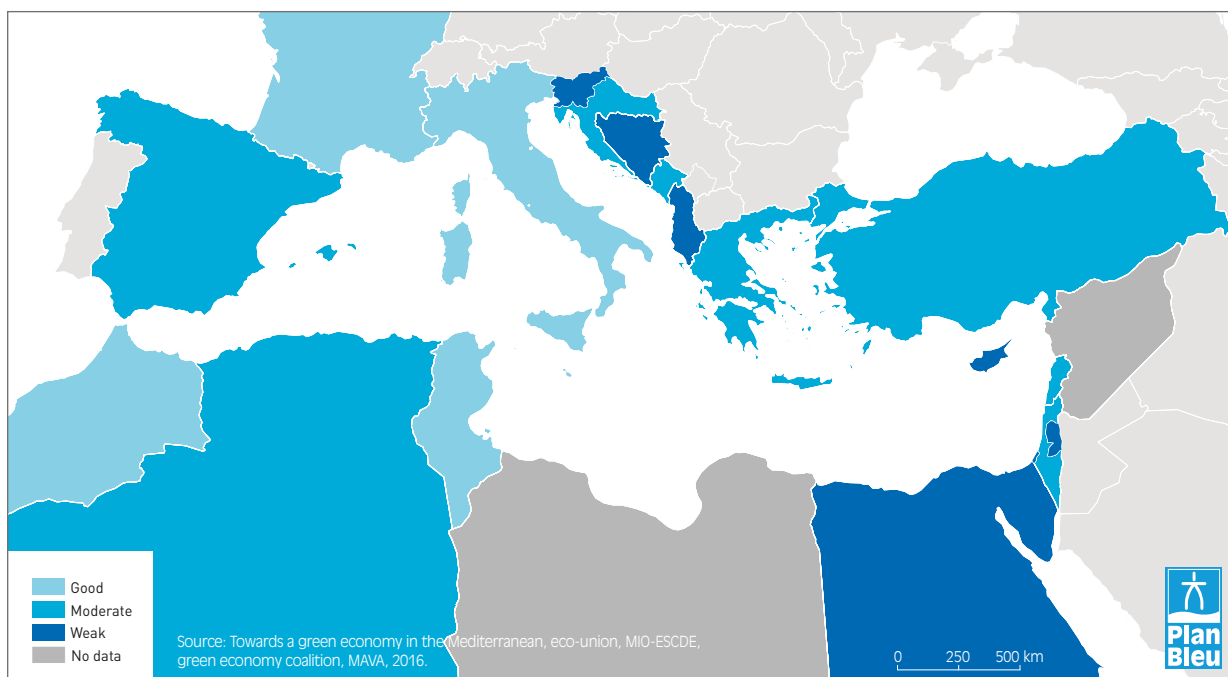 Good
Moderate
Weak
No data
Source: Towards a green economy in the Mediterranean, eco-union, MIO-ESCDE,
green economy coalition, MAVA, 2016.
0 250 500 km
Plan
Bleu